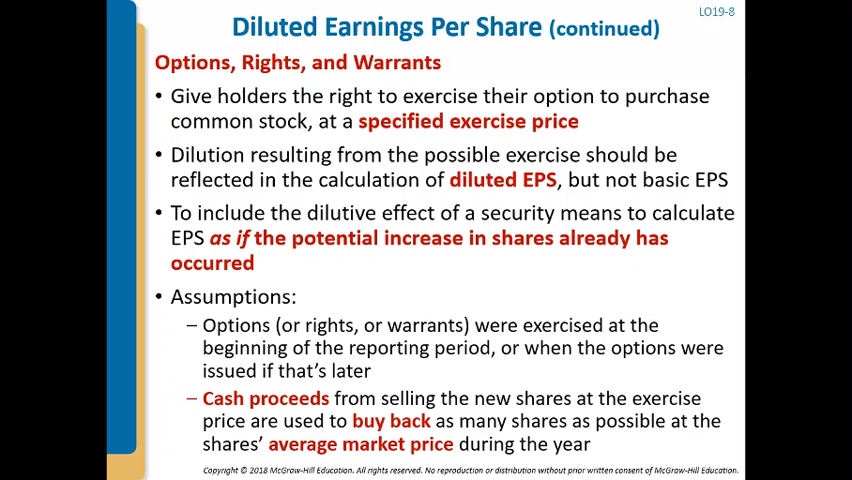 LO19-8
Diluted Earnings Per Share (continued)
Options, Rights, and Warrants
• Give holders the right to exercise their option to purchase
common stock, at a specified exercise price
• Dilution resulting from the possible exercise should be
reflected in the calculation of diluted EPS, but not basic EPS
• To include the dilutive effect of a security means to calculate
EPS as if the potential increase in shares already has
occurred
• Assumptions:
– Options (or rights, or warrants) were exercised at the
beginning of the reporting period, or when the options were
issued if that's later
– Cash proceeds from selling the new shares at the exercise
price are used to buy back as many shares as possible at the
shares' average market price during the year
Copyright © 2018 McGraw-Hill Education. All rights reserved. No reproduction or distribution without prior written consent of McGraw-Hill Education.